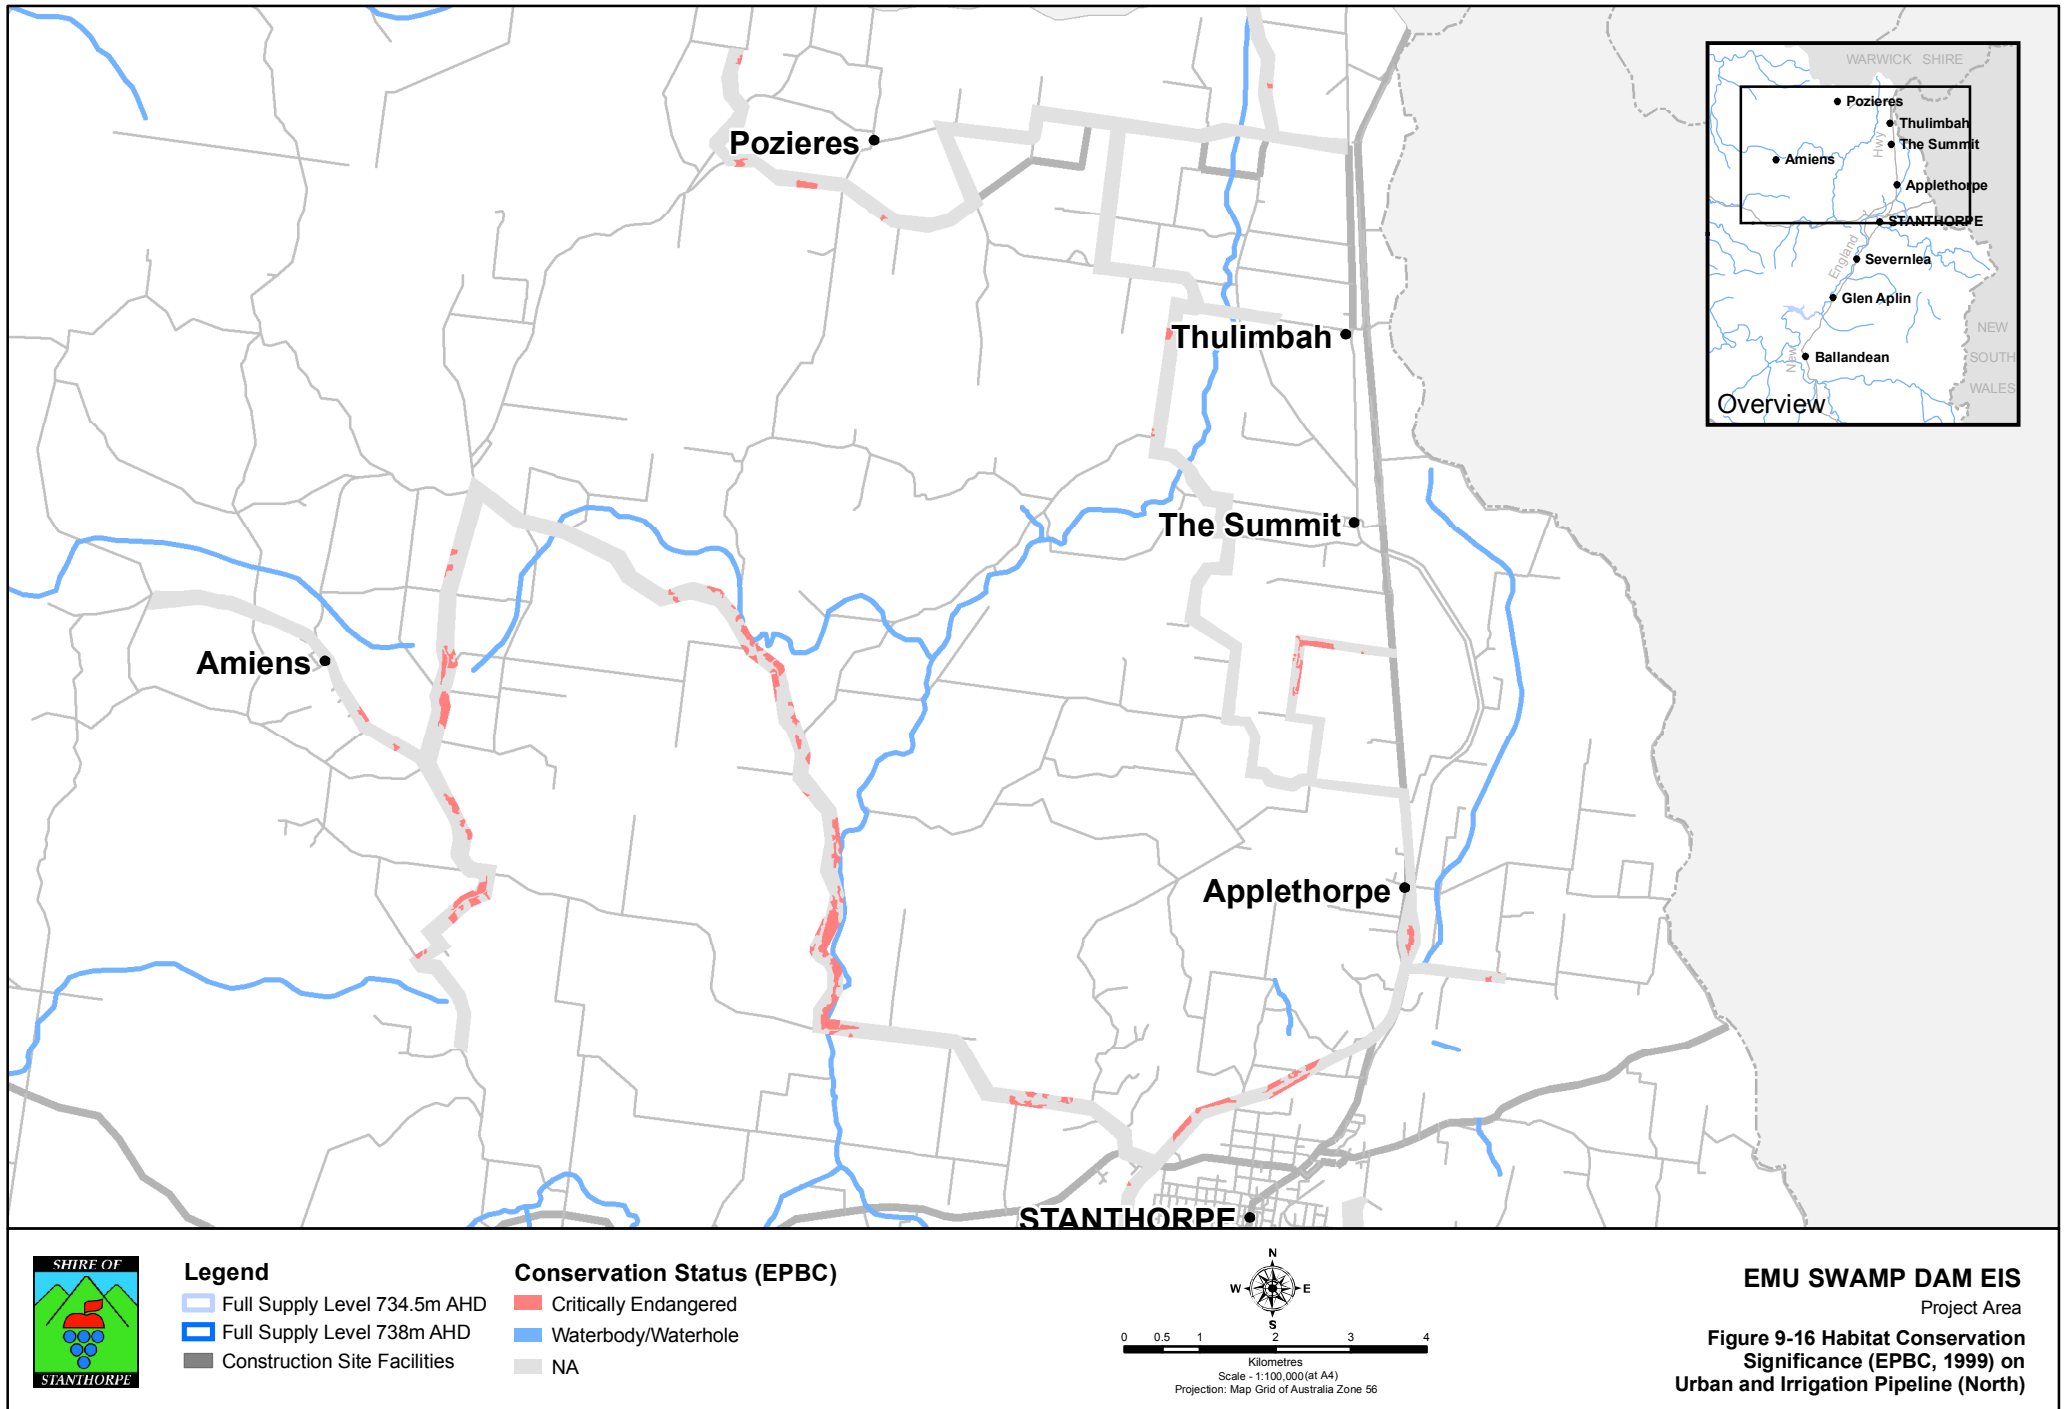 Pozieres
Thulimbah
The Summit
Amiens
Applethorpe
STANTHORPE
WARWICK SHIRE
Pozieres
Thulimbah
Hwy
The Summit
Amiens
Applethorpe
STANTHORPE
England
Severnlea
Glen Aplin
NEW
New
Ballandean
SOUTH
WALES
Overview
SHIRE OF
STANTHORPE
Legend
Full Supply Level 734.5m AHD
Full Supply Level 738m AHD
Construction Site Facilities
Conservation Status (EPBC)
Critically Endangered
Waterbody/Waterhole
NA
N
W E
S
0 0.5 1 2 3 4
Kilometres
Scale - 1:100,000(at A4)
Projection: Map Grid of Australia Zone 56
EMU SWAMP DAM EIS
Project Area
Figure 9-16 Habitat Conservation
Significance (EPBC, 1999) on
Urban and Irrigation Pipeline (North)